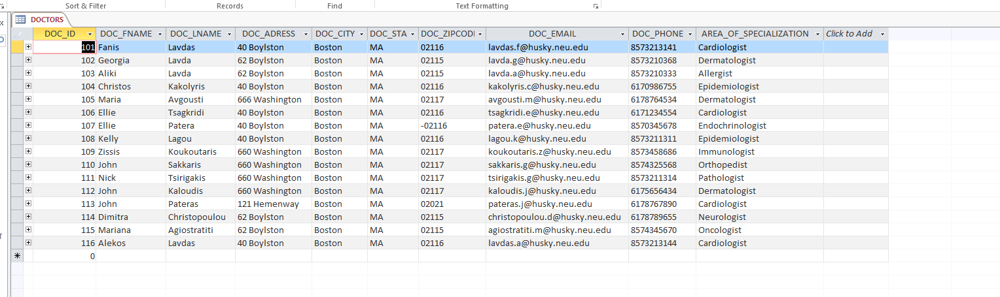 Sort & Filter Records Find Text Formatting
DOCTORS
DOC_ID DOC_FNAME DOC_LNAME DOC_ADRESS DOC_CITY DOC_STA DOC_ZIPCOD DOC_EMAIL DOC_PHONE AREA_OF_SPECIALIZATION Click to Add
101 Fanis Lavdas 40 Boylston Boston MA 02116 lavdas.f@husky.neu.edu 8573213141 Cardiologist
102 Georgia Lavda 62 Boylston Boston MA 02115 lavda.g@husky.neu.edu 8573210368 Dermatologist
103 Aliki Lavda 62 Boylston Boston MA 02115 lavda.a@husky.neu.edu 8573210333 Allergist
104 Christos Kakolyris 40 Boylston Boston MA 02116 kakolyris.c@husky.neu.edu 6170986755 Epidemiologist
105 Maria Avgousti 666 Washington Boston MA 02117 avgousti.m@husky.neu.edu 6178764534 Dermatologist
106 Ellie Tsagkridi 40 Boylston Boston MA 02116 tsagkridi.e@husky.neu.edu 6171234554 Cardiologist
107 Ellie Patera 40 Boylston Boston MA -02116 patera.e@husky.neu.edu 8570345678 Endochrinologist
108 Kelly Lagou 40 Boylston Boston MA 02116 lagou.k@husky.neu.edu 8573211311 Epidemiologist
109 Zissis Koukoutaris 660 Washington Boston MA 02117 koukoutaris.z@husky.neu.edu 8573458686 Immunologist
110 John Sakkaris 660 Washington Boston MA 02117 sakkaris.g@husky.neu.edu 8574325568 Orthopedist
111 Nick Tsirigakis 660 Washington Boston MA 02117 tsirigakis.g@husky.neu.edu 8573211314 Pathologist
112 John Kaloudis 660 Washington Boston MA 02117 kaloudis.j@husky.neu.edu 6175656434 Dermatologist
113 John Pateras 121 Hemenway Boston MA 02021 pateras.j@husky.neu.edu 6178767890 Cardiologist
114 Dimitra Christopoulou 62 Boylston Boston MA 02115 christopoulou.d@husky.neu.edu 6178789655 Neurologist
115 Mariana Agiostratiti 62 Boylston Boston MA 02115 agiostratiti.m@husky.neu.edu 8574345670 Oncologist
116 Alekos Lavdas 40 Boylston Boston MA 02116 lavdas.a@husky.neu.edu 8573213144 Cardiologist
0